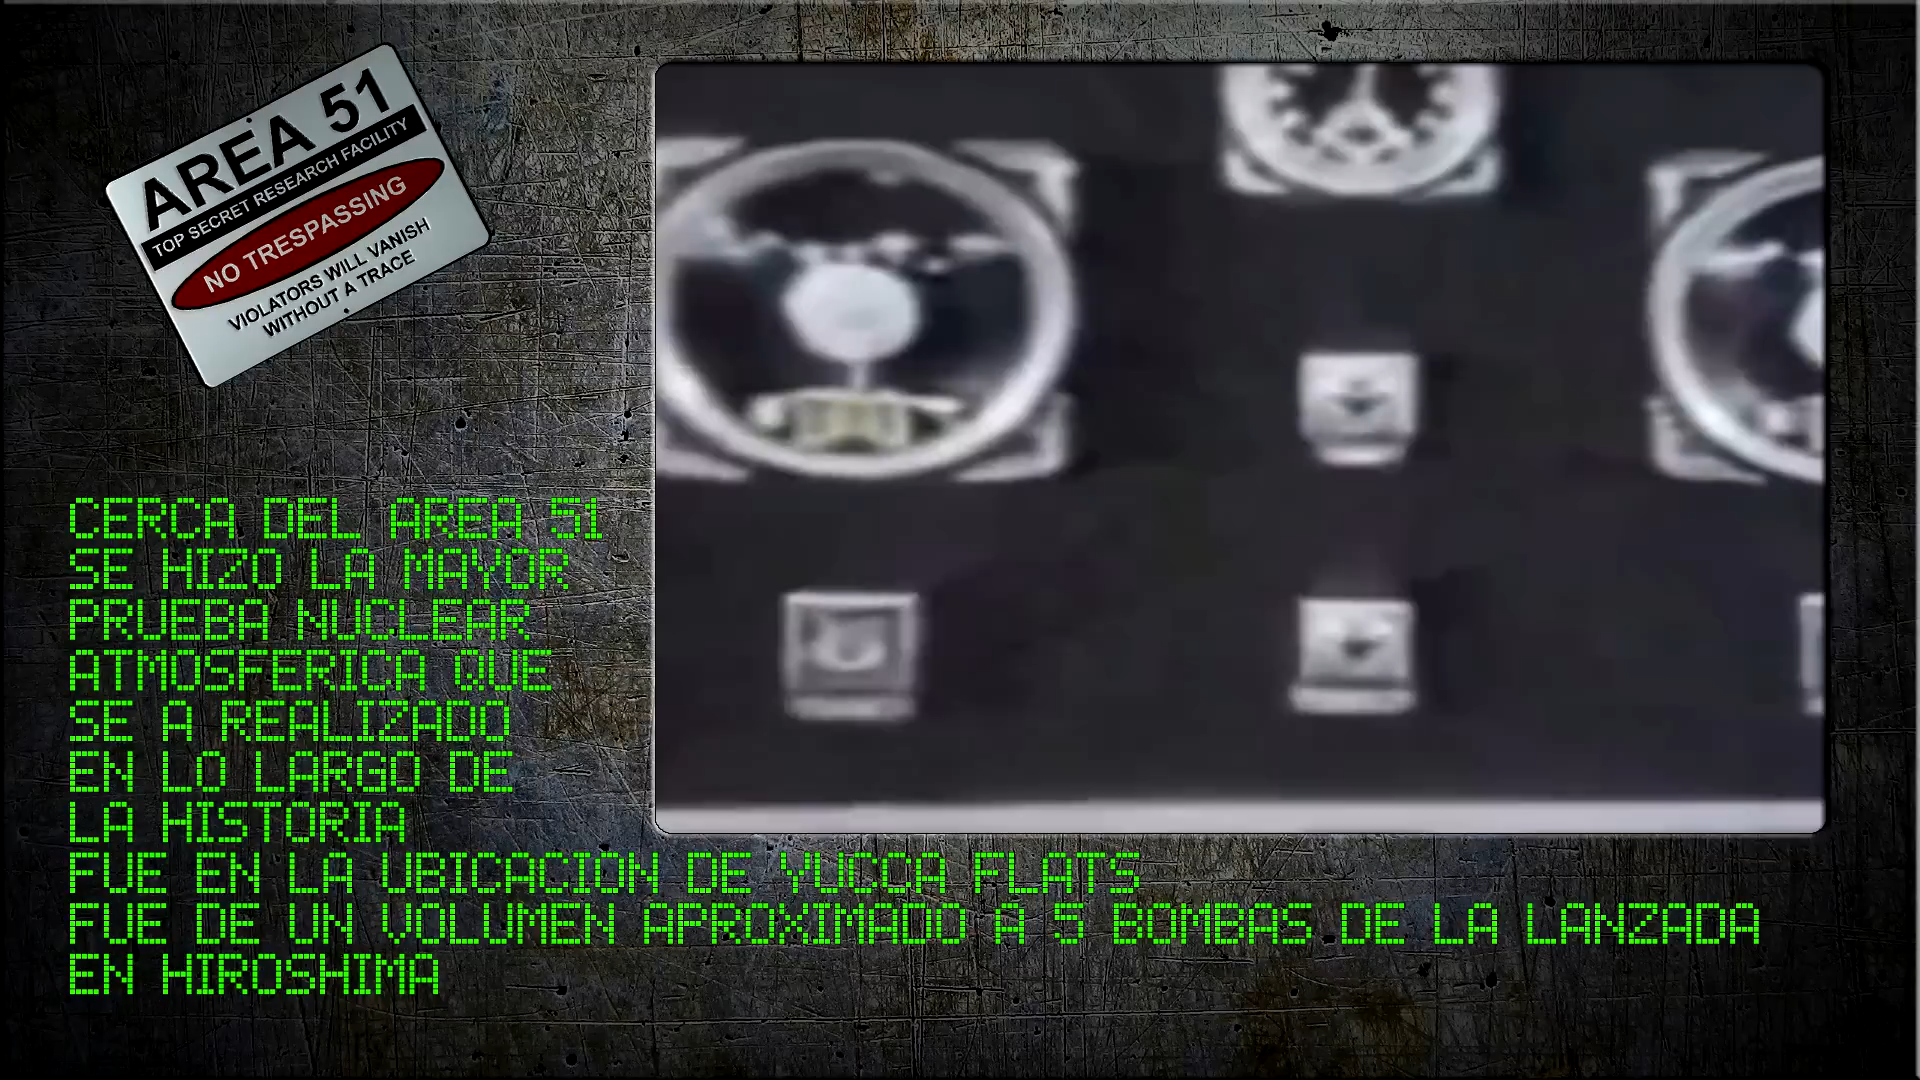 AREA 51
TOP SECRET RESEARCH FACILITY
NO TRESPASSING
VIOLATORS WILL VANISH
WITHOUT A TRACE
CERCA DEL AREA 51
SE HIZO LA MAYOR
PRUEBA NUCLEAR
ATMOSFERICA QUE
SE A REALIZADO
EN LO LARGO DE
LA HISTORIA
FUE EN LA UBICACION DE YUCCA FLATS
FUE DE UN VOLUMEN APROXIMADO A 5 BOMBAS DE LA LANZADA
EN HIROSHIMA